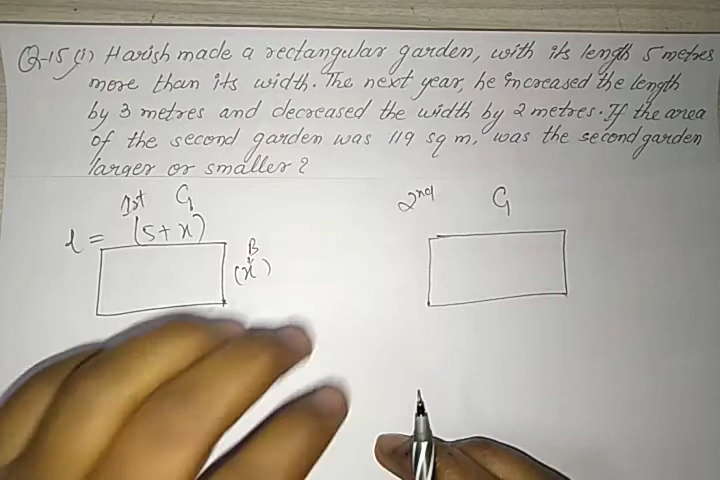 Q-15 (i) Harish made a rectangular garden, with its length 5 metres
more than its width. The next year, he increased the length
by 3 metres and decreased the width by 2 metres. If the area
of the second garden was 119 sq m, was the second garden
larger or smaller?
1st G
2nd G
l = (5+x)
B
(x)